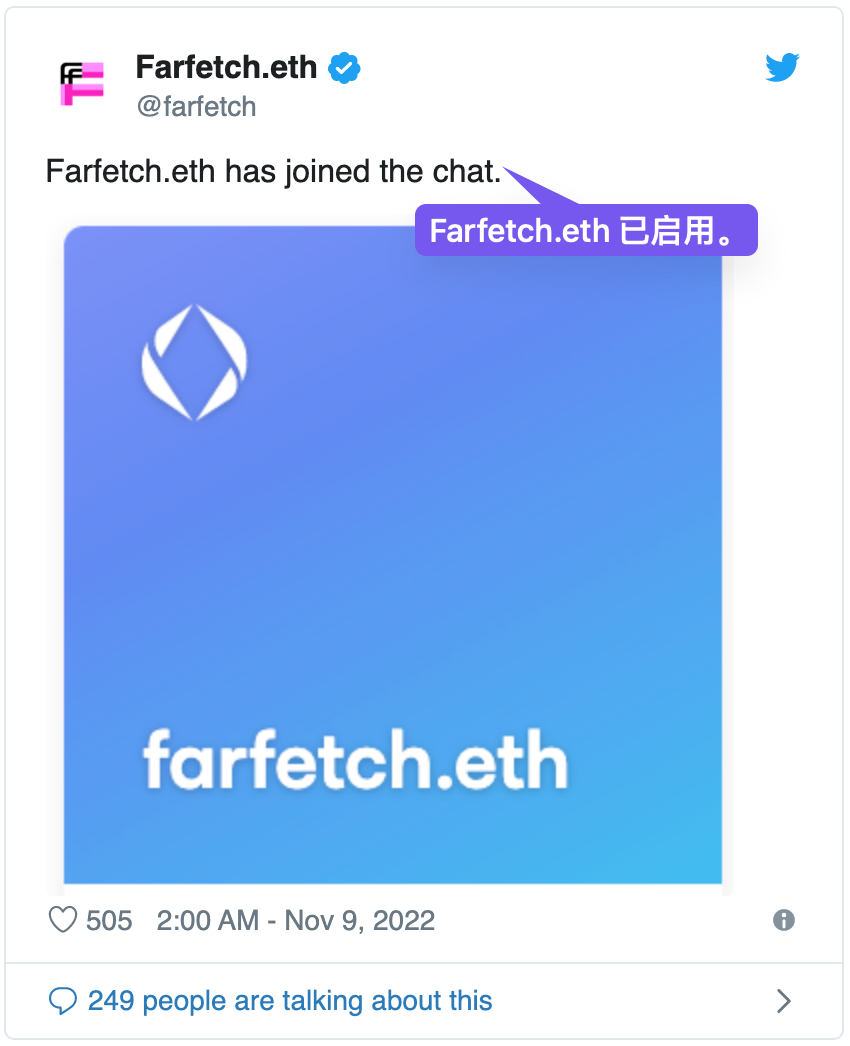 Farfetch.eth
@farfetch
Farfetch.eth has joined the chat.
Farfetch.eth 已启用。
farfetch.eth
505 2:00 AM - Nov 9, 2022
249 people are talking about this